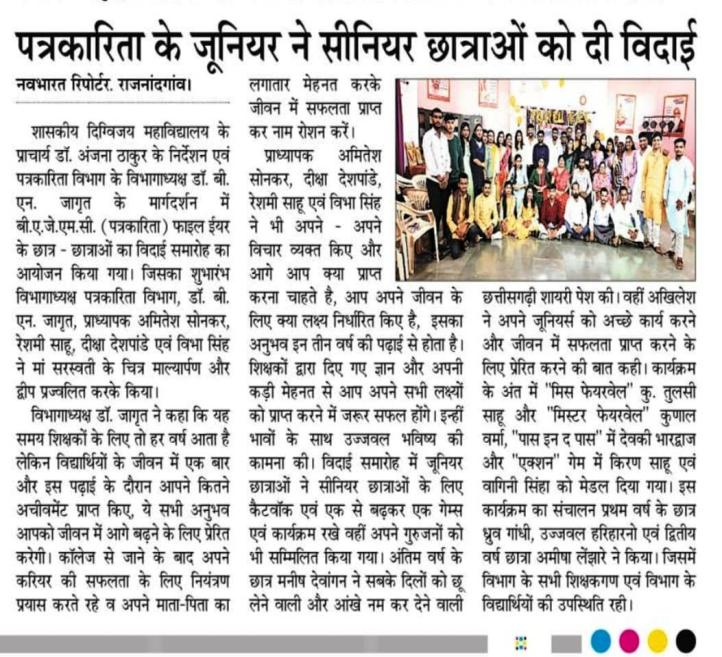 पत्रकारिता के जूनियर ने सीनियर छात्राओं को दी विदाई
नवभारत रिपोर्टर. राजनांदगांव।
शासकीय दिग्विजय महाविद्यालय के
प्राचार्य डॉ. अंजना ठाकुर के निर्देशन एवं
पत्रकारिता विभाग के विभागाध्यक्ष डॉ. बी.
एन. जागृत के मार्गदर्शन में
बी.ए.जे.एम.सी. (पत्रकारिता) फाइल ईयर
के छात्र - छात्राओं का विदाई समारोह का
आयोजन किया गया। जिसका शुभारंभ
विभागाध्यक्ष पत्रकारिता विभाग, डॉ. बी.
एन. जागृत, प्राध्यापक अमितेश सोनकर,
रेशमी साहू, दीक्षा देशपांडे एवं विभा सिंह
ने मां सरस्वती के चित्र माल्यार्पण और
द्वीप प्रज्वलित करके किया।
विभागाध्यक्ष डॉ. जागृत ने कहा कि यह
समय शिक्षकों के लिए तो हर वर्ष आता है
लेकिन विद्यार्थियों के जीवन में एक बार
और इस पढ़ाई के दौरान आपने कितने
अचीवमेंट प्राप्त किए, ये सभी अनुभव
आपको जीवन में आगे बढ़ने के लिए प्रेरित
करेगी। कॉलेज से जाने के बाद अपने
करियर की सफलता के लिए नियंत्रण
प्रयास करते रहे व अपने माता-पिता का
लगातार मेहनत करके
जीवन में सफलता प्राप्त
कर नाम रोशन करें।
प्राध्यापक अमितेश
सोनकर, दीक्षा देशपांडे,
रेशमी साहू एवं विभा सिंह
ने भी अपने - अपने
विचार व्यक्त किए और
आगे आप क्या प्राप्त
करना चाहते है, आप अपने जीवन के
लिए क्या लक्ष्य निर्धारित किए है, इसका
अनुभव इन तीन वर्ष की पढ़ाई से होता है।
शिक्षकों द्वारा दिए गए ज्ञान और अपनी
कड़ी मेहनत से आप अपने सभी लक्ष्यों
को प्राप्त करने में जरूर सफल होंगे। इन्हीं
भावों के साथ उज्जवल भविष्य की
कामना की। विदाई समारोह में जूनियर
छात्राओं ने सीनियर छात्राओं के लिए
कैटवॉक एवं एक से बढ़कर एक गेम्स
एवं कार्यक्रम रखे वहीं अपने गुरुजनों को
भी सम्मिलित किया गया। अंतिम वर्ष के
छात्र मनीष देवांगन ने सबके दिलों को छू
लेने वाली और आंखे नम कर देने वाली
छत्तीसगढ़ी शायरी पेश की। वहीं अखिलेश
ने अपने जूनियर्स को अच्छे कार्य करने
और जीवन में सफलता प्राप्त करने के
लिए प्रेरित करने की बात कही। कार्यक्रम
के अंत में "मिस फेयरवेल" कु. तुलसी
साहू और "मिस्टर फेयरवेल" कुणाल
वर्मा, "पास इन द पास" में देवकी भारद्वाज
और "एक्शन" गेम में किरण साहू एवं
वागिनी सिंहा को मेडल दिया गया। इस
कार्यक्रम का संचालन प्रथम वर्ष के छात्र
ध्रुव गांधी, उज्जवल हरिहारनो एवं द्वितीय
वर्ष छात्रा अमीषा लेंझारे ने किया। जिसमें
विभाग के सभी शिक्षकगण एवं विभाग के
विद्यार्थियों की उपस्थिति रही।